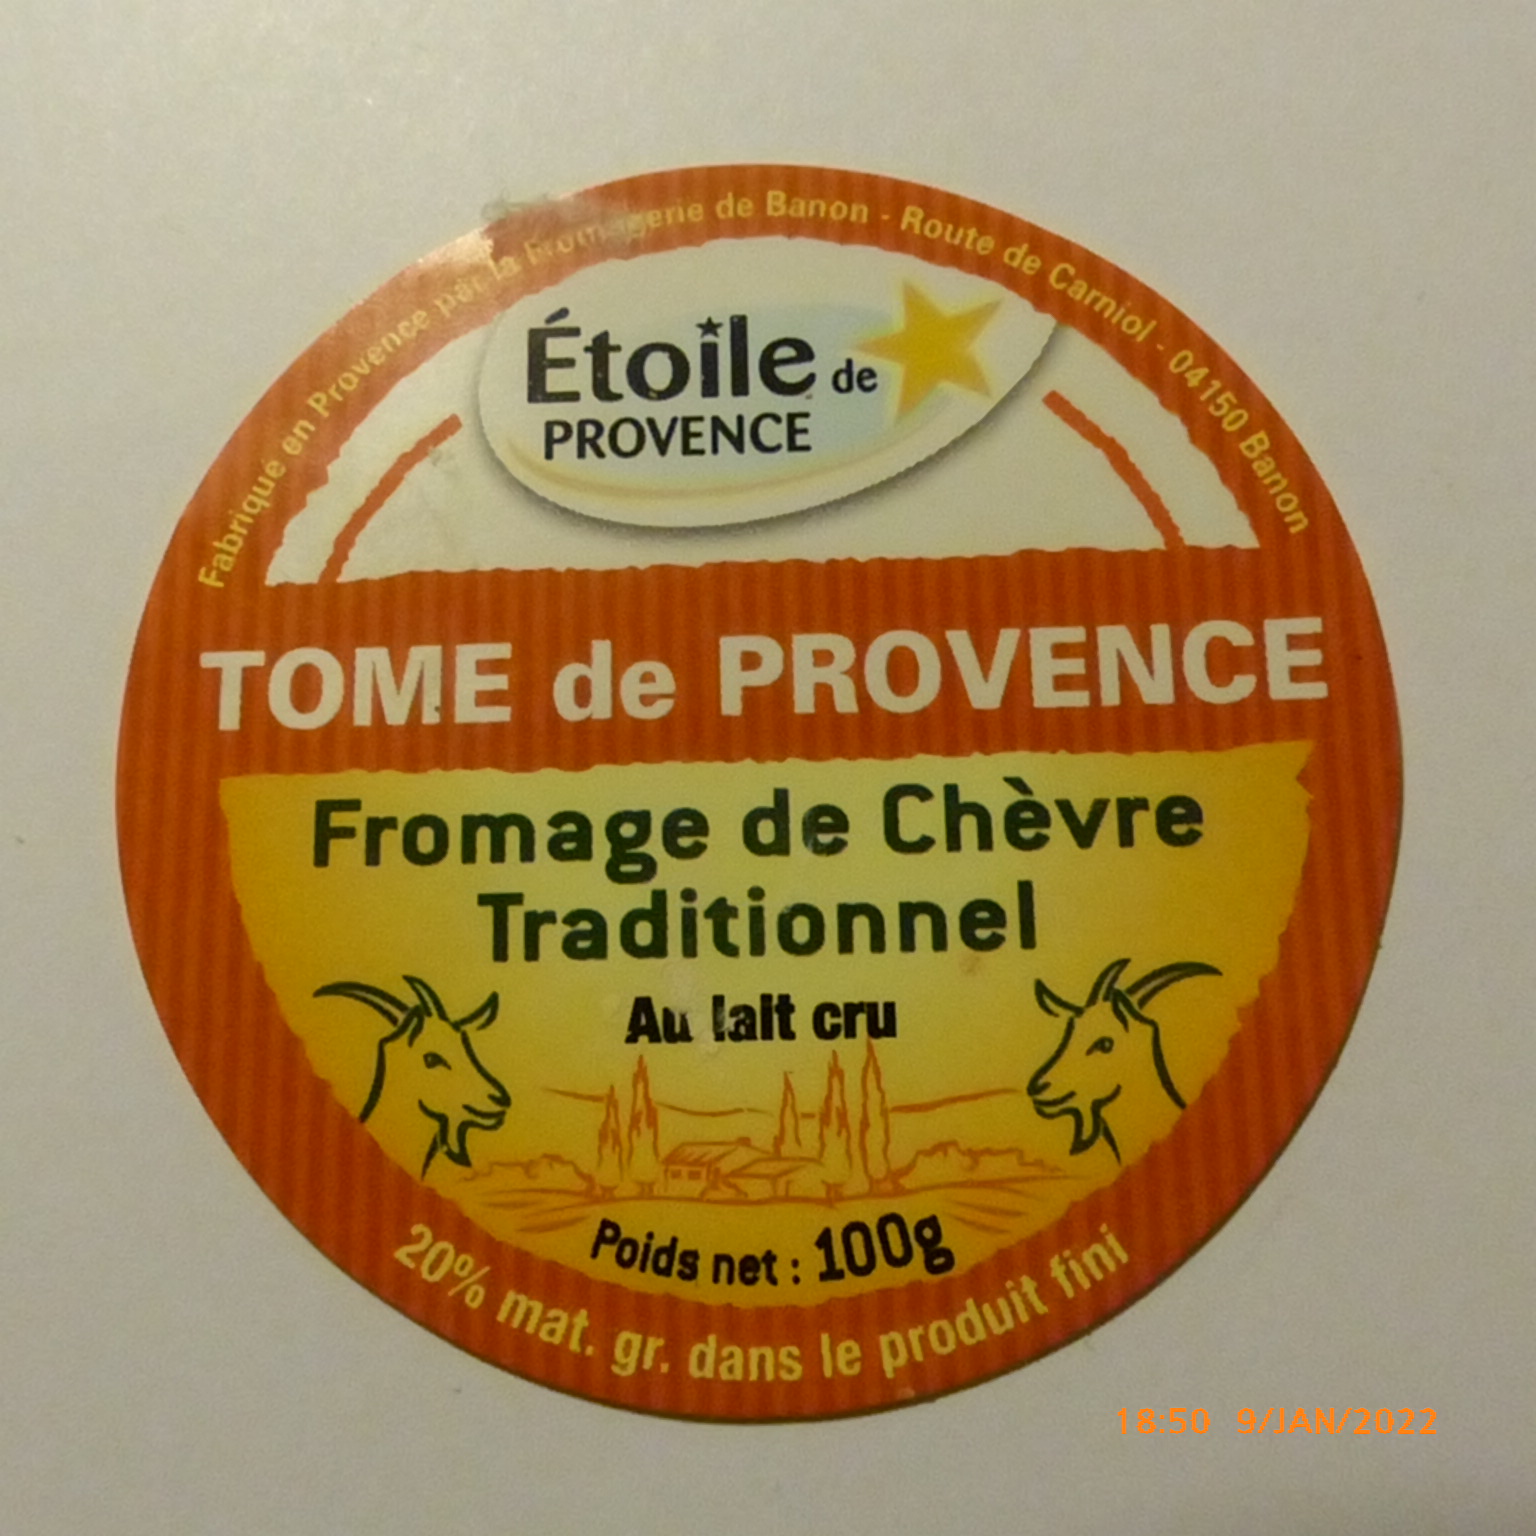 Fabriqué en Provence par la Fromagerie de Banon - Route de Carniol - 04150 Banon
Étoile de
PROVENCE
TOME de PROVENCE
Fromage de Chèvre
Traditionnel
Au lait cru
Poids net : 100g
20% mat. gr. dans le produit fini
18:50 9/JAN/2022